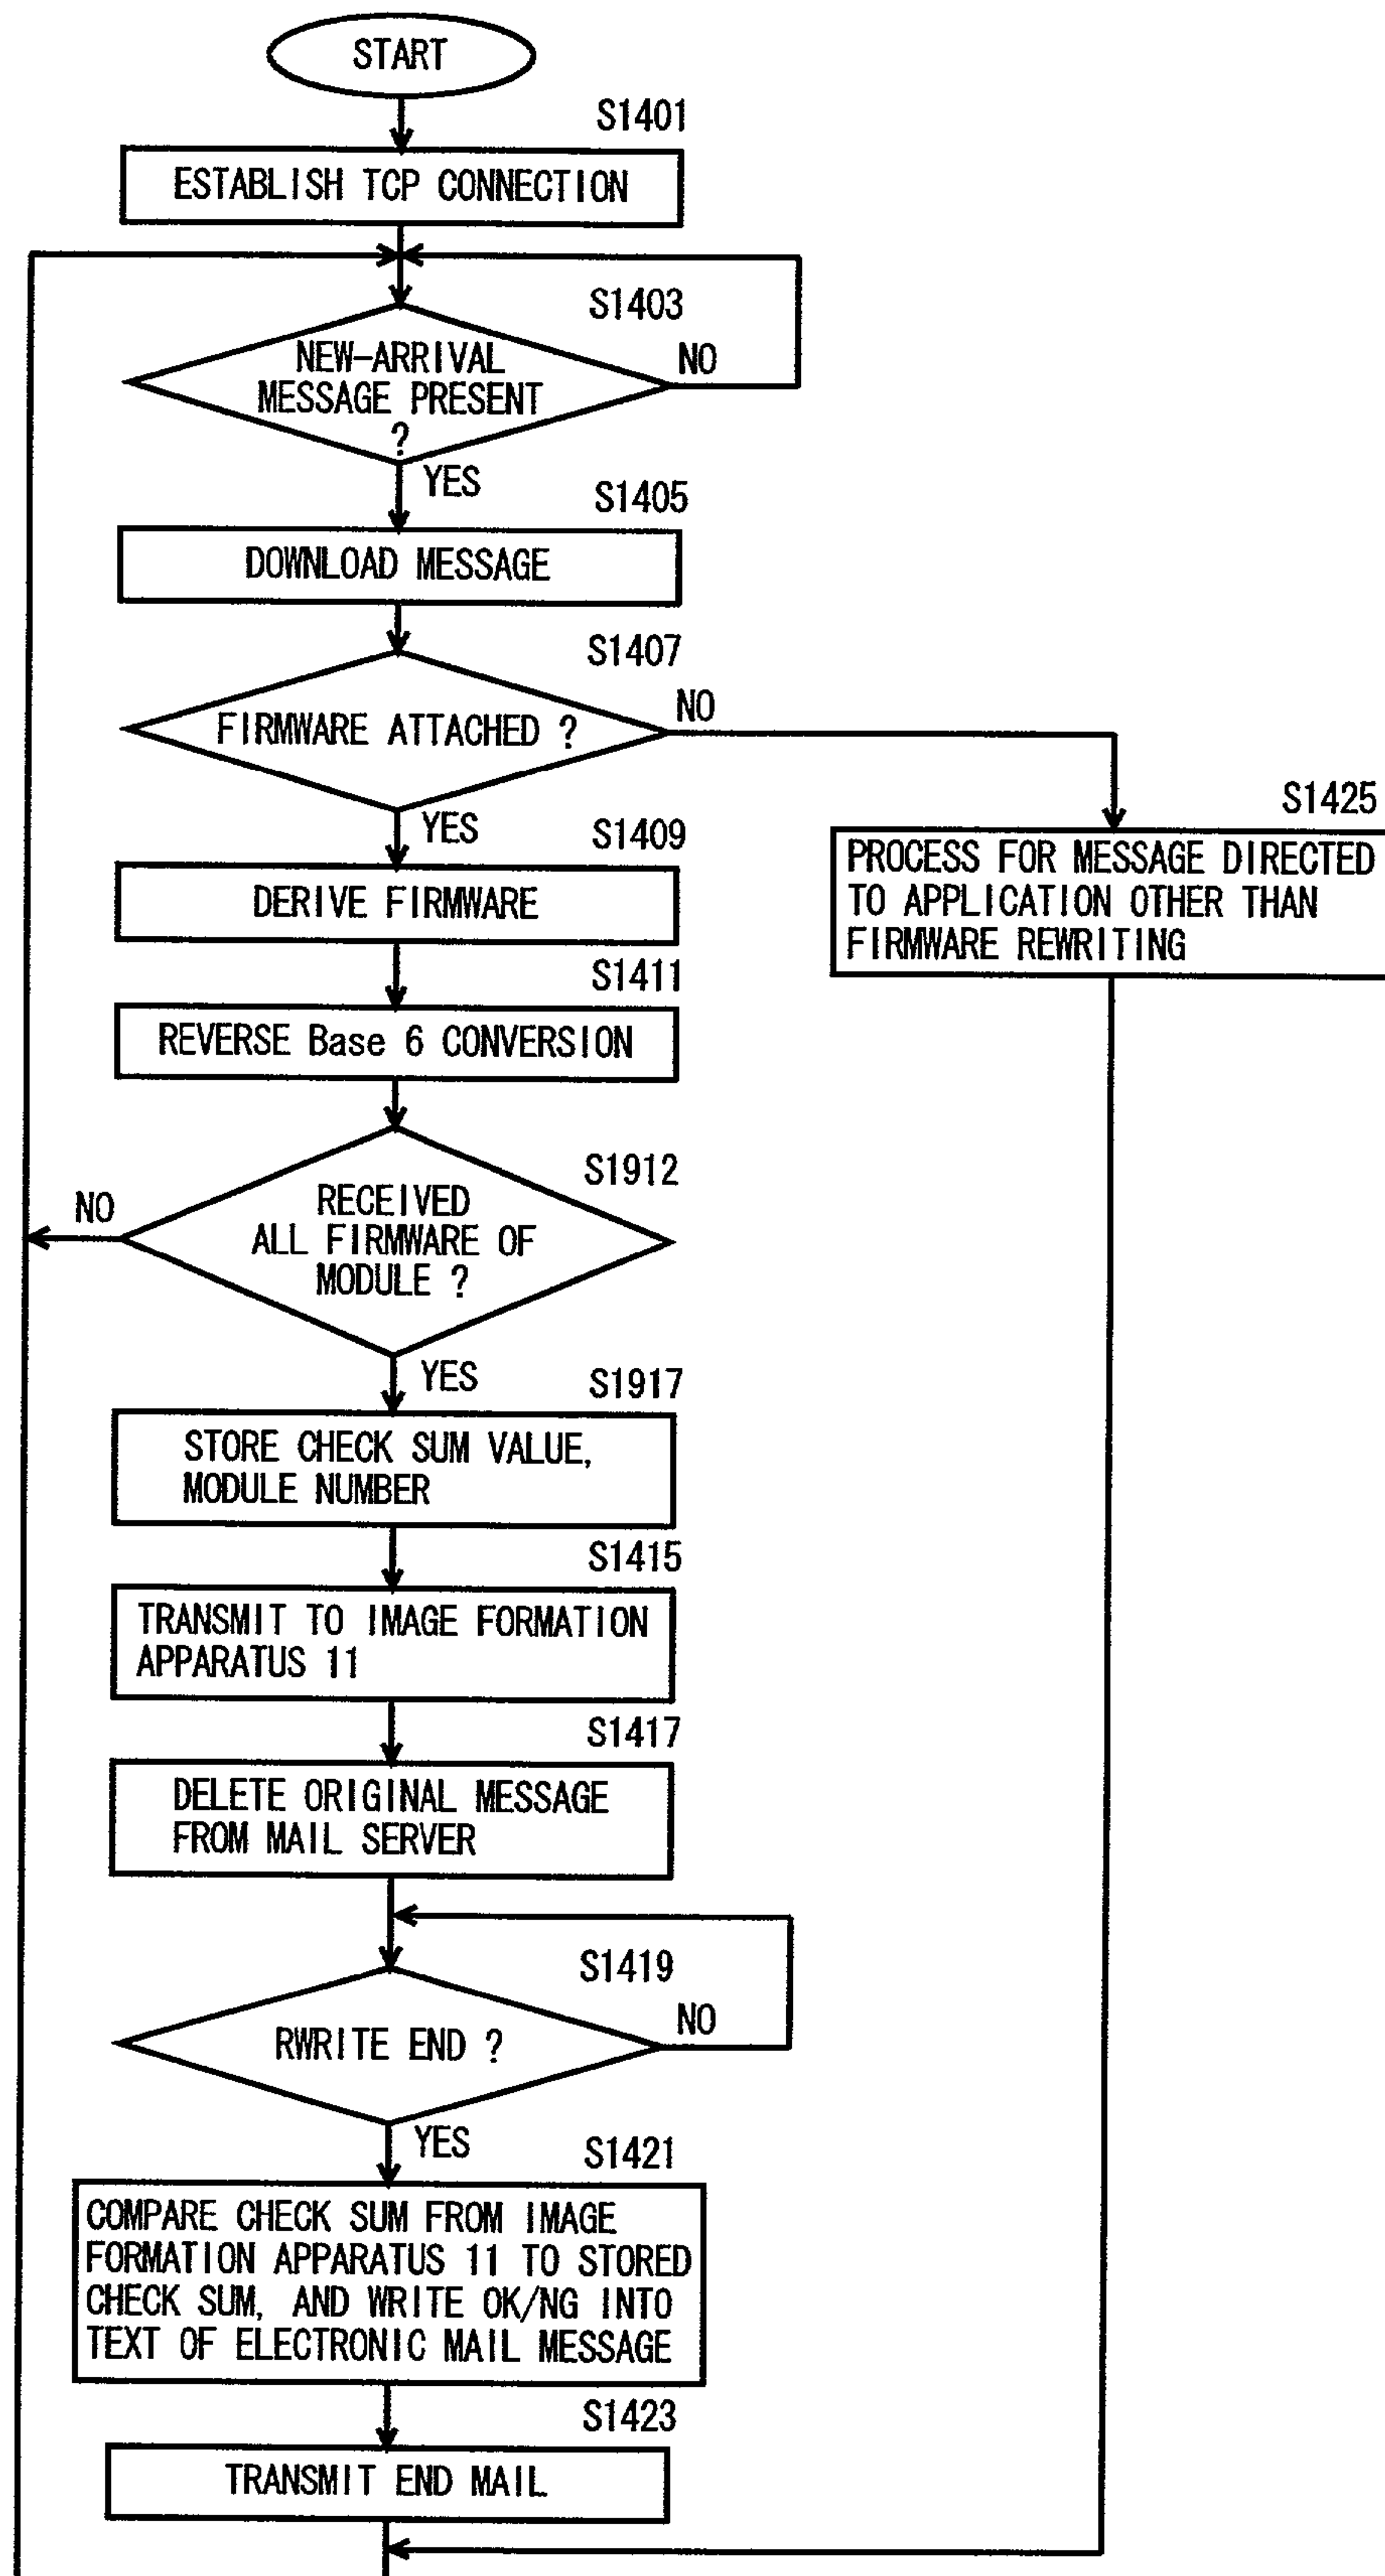 START
S1401
ESTABLISH TCP CONNECTION
S1403
NEW-ARRIVAL
MESSAGE PRESENT
?
NO
YES
S1405
DOWNLOAD MESSAGE
S1407
FIRMWARE ATTACHED ?
NO
YES
S1425
PROCESS FOR MESSAGE DIRECTED
TO APPLICATION OTHER THAN
FIRMWARE REWRITING
S1409
DERIVE FIRMWARE
S1411
REVERSE Base 6 CONVERSION
S1912
RECEIVED
ALL FIRMWARE OF
MODULE ?
NO
YES
S1917
STORE CHECK SUM VALUE,
MODULE NUMBER
S1415
TRANSMIT TO IMAGE FORMATION
APPARATUS 11
S1417
DELETE ORIGINAL MESSAGE
FROM MAIL SERVER
S1419
RWRITE END ?
NO
YES
S1421
COMPARE CHECK SUM FROM IMAGE
FORMATION APPARATUS 11 TO STORED
CHECK SUM, AND WRITE OK/NG INTO
TEXT OF ELECTRONIC MAIL MESSAGE
S1423
TRANSMIT END MAIL